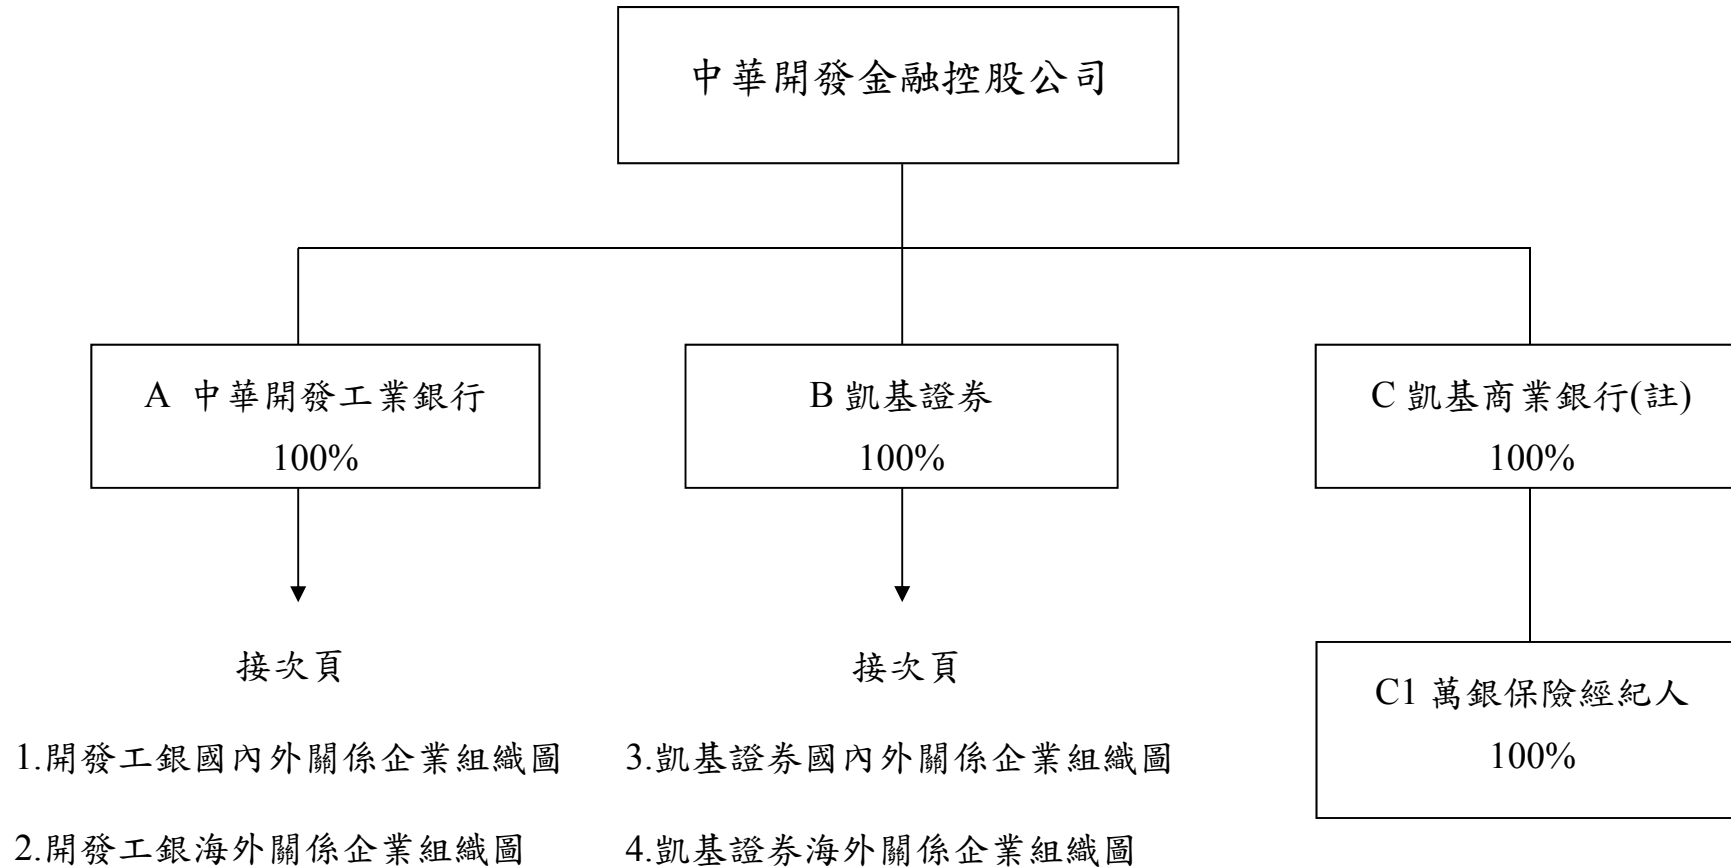 中華開發金融控股公司
A 中華開發工業銀行
100%
B 凱基證券
100%
C 凱基商業銀行(註)
100%
接次頁
1.開發工銀國內外關係企業組織圖
2.開發工銀海外關係企業組織圖
接次頁
3.凱基證券國內外關係企業組織圖
4.凱基證券海外關係企業組織圖
C1 萬銀保險經紀人
100%